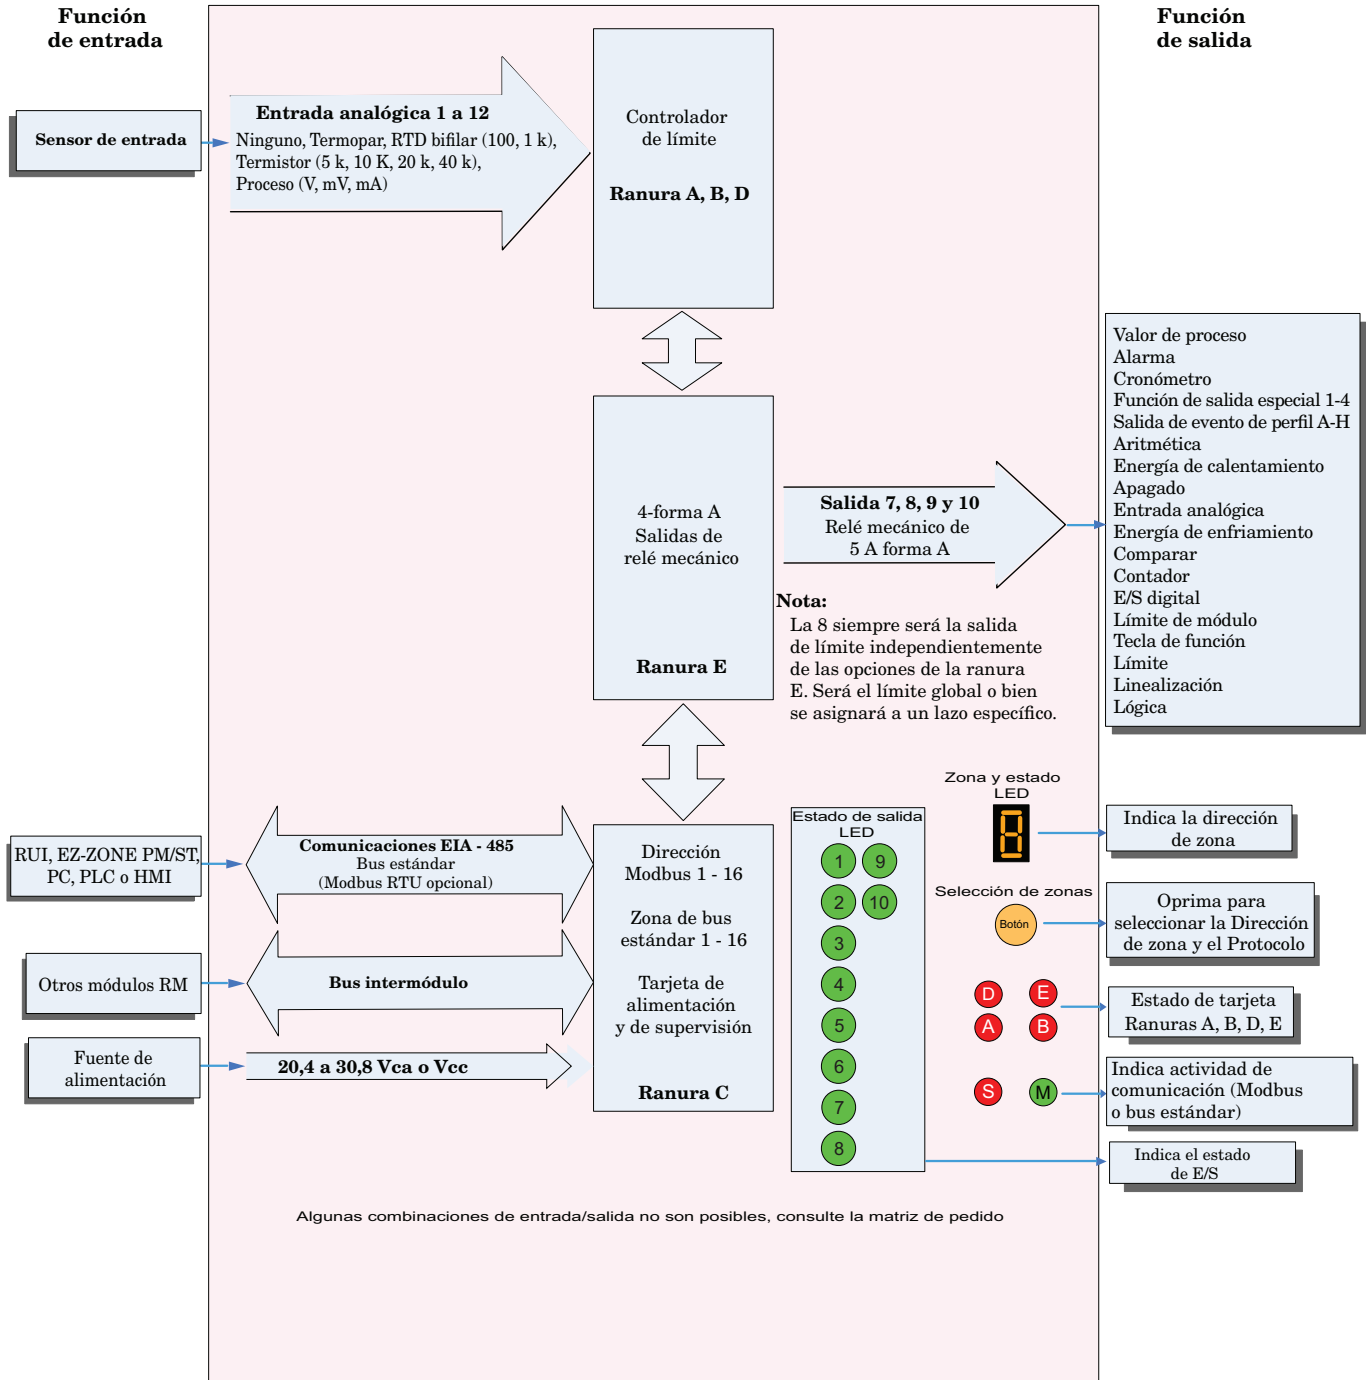 Función
de entrada
Función
de salida
Sensor de entrada
Entrada analógica 1 a 12
Ninguno, Termopar, RTD bifilar (100, 1 k),
Termistor (5 k, 10 K, 20 k, 40 k),
Proceso (V, mV, mA)
Controlador
de límite
Ranura A, B, D
4-forma A
Salidas de
relé mecánico
Ranura E
Salida 7, 8, 9 y 10
Relé mecánico de
5 A forma A
Nota:
La 8 siempre será la salida
de límite independientemente
de las opciones de la ranura
E. Será el límite global o bien
se asignará a un lazo específico.
Valor de proceso
Alarma
Cronómetro
Función de salida especial 1-4
Salida de evento de perfil A-H
Aritmética
Energía de calentamiento
Apagado
Entrada analógica
Energía de enfriamiento
Comparar
Contador
E/S digital
Límite de módulo
Tecla de función
Límite
Linealización
Lógica
RUI, EZ-ZONE PM/ST,
PC, PLC o HMI
Comunicaciones EIA - 485
Bus estándar
(Modbus RTU opcional)
Otros módulos RM
Bus intermódulo
Fuente de
alimentación
20,4 a 30,8 Vca o Vcc
Dirección
Modbus 1 - 16
Zona de bus
estándar 1 - 16
Tarjeta de
alimentación
y de supervisión
Ranura C
Estado de salida
LED
1 9
2 10
3
4
5
6
7
8
Zona y estado
LED
8
Indica la dirección
de zona
Selección de zonas
Botón
Oprima para
seleccionar la Dirección
de zona y el Protocolo
D E
A B
Estado de tarjeta
Ranuras A, B, D, E
S M
Indica actividad de
comunicación (Modbus
o bus estándar)
Indica el estado
de E/S
Algunas combinaciones de entrada/salida no son posibles, consulte la matriz de pedido